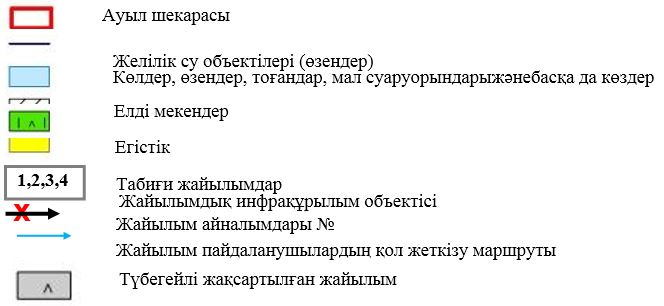 Ауыл шекарасы
Желілік су объектілері (өзендер)
Көлдер, өзендер, тоғандар, мал суаруорындарыжәнебасқа да көздер
Елді мекендер
Егістік
1,2,3,4
Табиғи жайылымдар
Жайылымдық инфрақұрылым объектісі
Жайылым айналымдары №
Жайылым пайдаланушылардың қол жеткізу маршруты
Түбегейлі жақсартылған жайылым